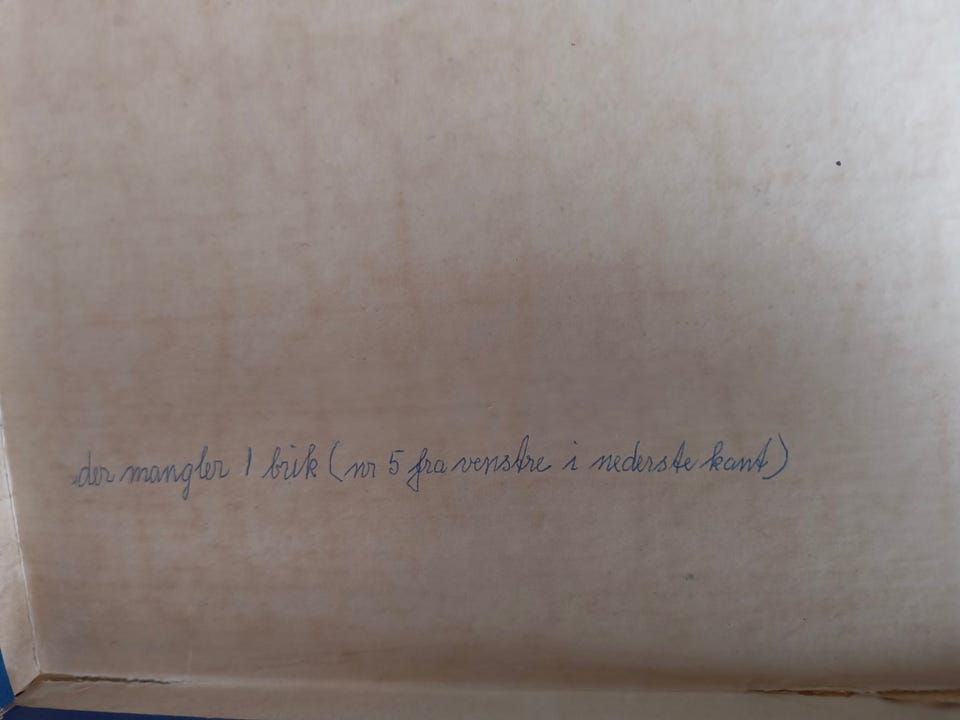 der mangler 1 brik (nr 5 fra venstre i nederste kant)